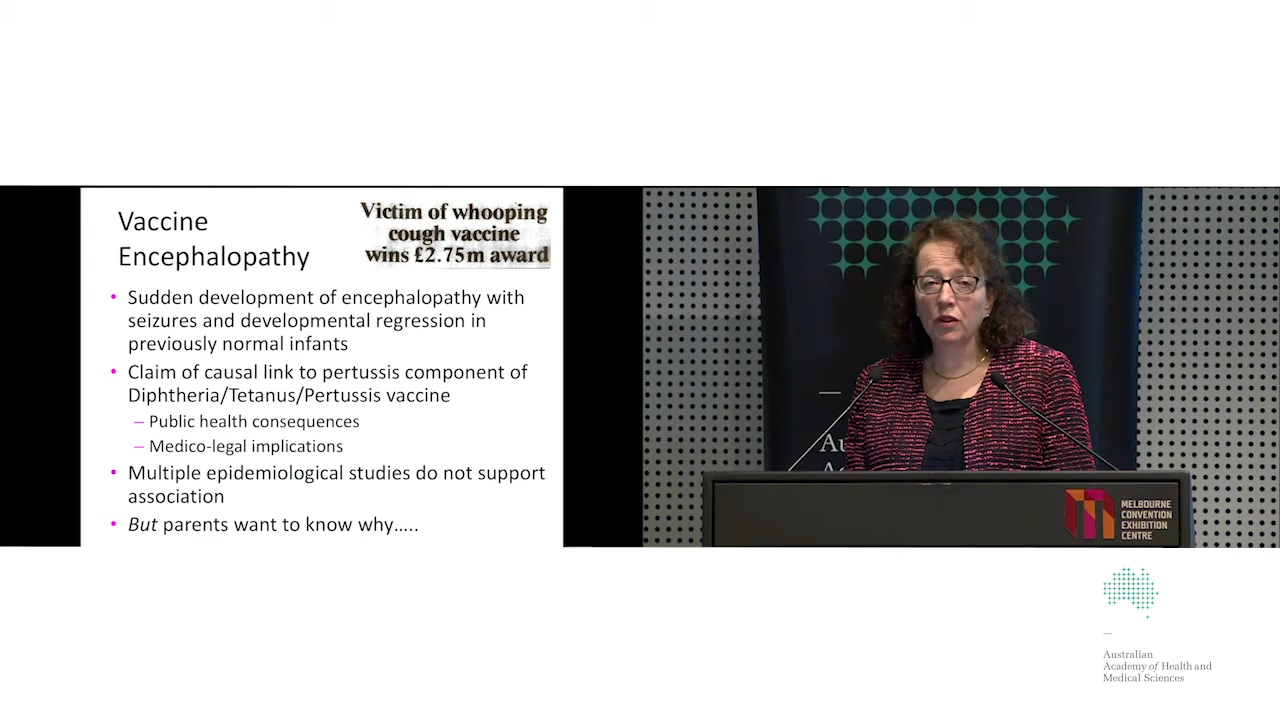 Vaccine
Encephalopathy
Victim of whooping
cough vaccine
wins £2.75m award
• Sudden development of encephalopathy with
seizures and developmental regression in
previously normal infants
• Claim of causal link to pertussis component of
Diphtheria/Tetanus/Pertussis vaccine
– Public health consequences
– Medico-legal implications
• Multiple epidemiological studies do not support
association
• But parents want to know why…..
MELBOURNE
CONVENTION
EXHIBITION
CENTRE
Australian
Academy of Health and
Medical Sciences